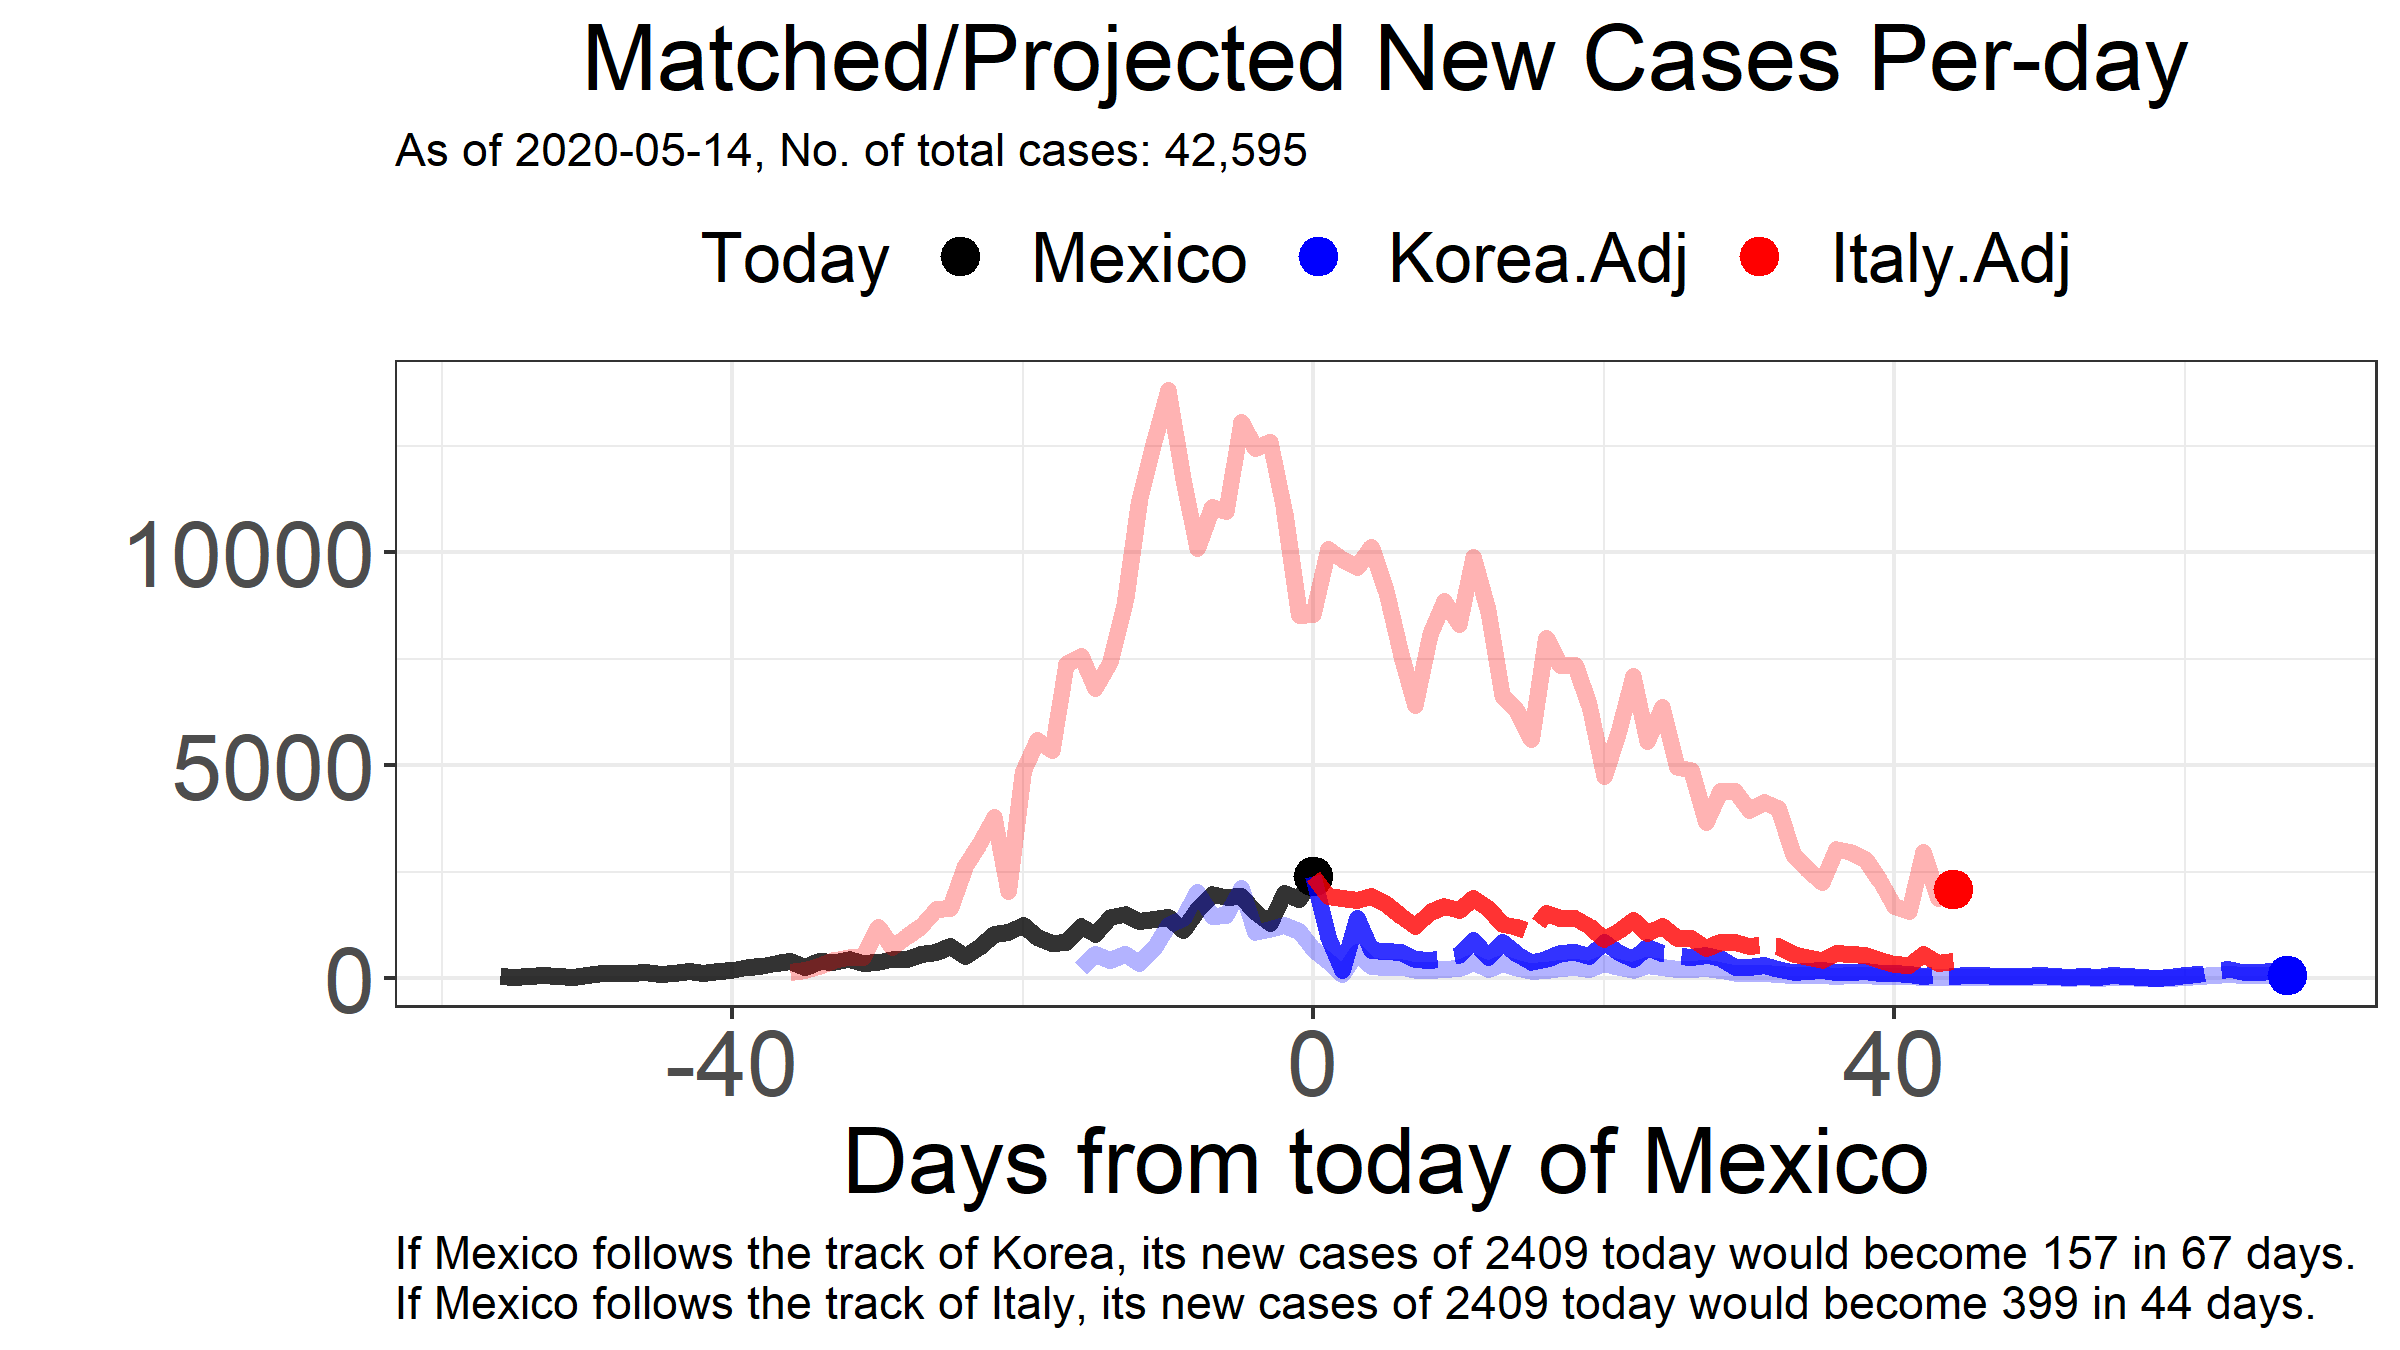 Matched/Projected New Cases Per-day
As of 2020-05-14, No. of total cases: 42,595
Today Mexico Korea.Adj Italy.Adj
10000
5000
0
-40 0 40
Days from today of Mexico
If Mexico follows the track of Korea, its new cases of 2409 today would become 157 in 67 days.
If Mexico follows the track of Italy, its new cases of 2409 today would become 399 in 44 days.